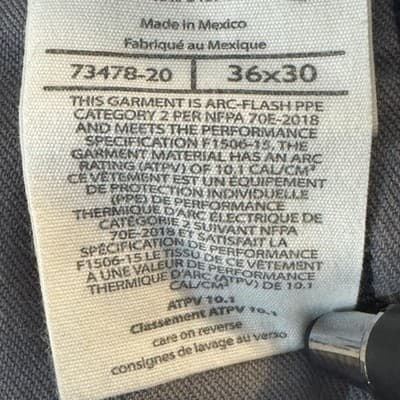 Made in Mexico
Fabriqué au Mexique
73478-20 36x30
THIS GARMENT IS ARC-FLASH PPE
CATEGORY 2 PER NFPA 70E-2018
AND MEETS THE PERFORMANCE
SPECIFICATION F1506-15. THE
GARMENT MATERIAL HAS AN ARC
RATING (ATPV) OF 10.1 CAL/CM²
CE VÊTEMENT EST UN ÉQUIPEMENT
DE PROTECTION INDIVIDUELLE
(PPE) DE PERFORMANCE
THERMIQUE D'ARC ÉLECTRIQUE DE
CATÉGORIE 2 SUIVANT NFPA
70E-2018 ET SATISFAIT LA
SPÉCIFICATION DE PERFORMANCE
F1506-15 LE TISSU DE CE VÊTEMENT
A UNE VALEUR DE PERFORMANCE
THERMIQUE D'ARC (ATPV) DE 10.1
CAL/CM²
ATPV 10.1
Classement ATPV 10.1
care on reverse
consignes de lavage au verso